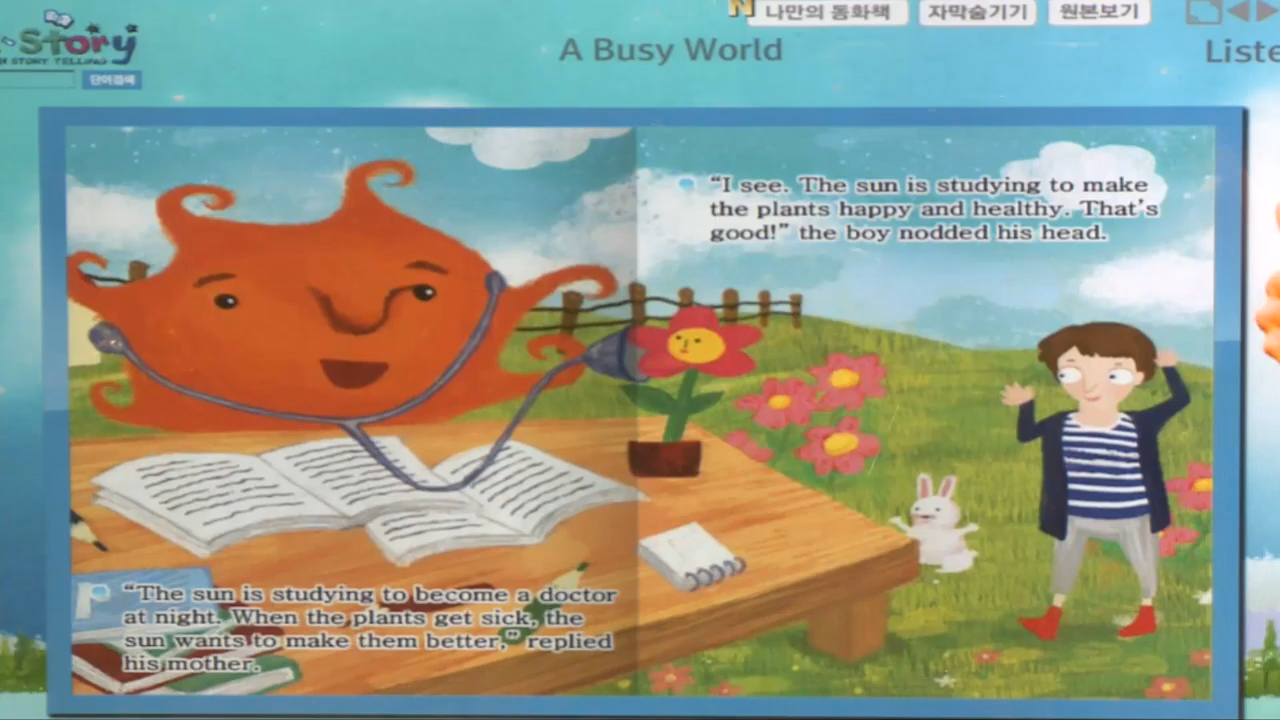 나만의 동화책
자막숨기기
원본보기
Story
STORY TELLING
A Busy World
단어검색
"I see. The sun is studying to make
the plants happy and healthy. That's
good!" the boy nodded his head.
"The sun is studying to become a doctor
at night. When the plants get sick, the
sun wants to make them better," replied
his mother.